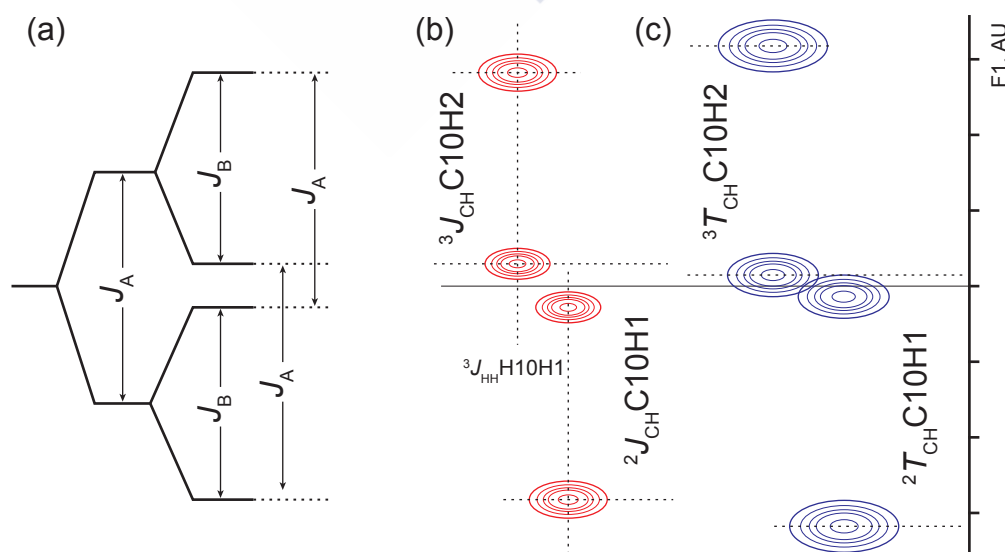 (a)
J_A
J_B
J_B
J_A
J_A
(b)
³J_CH C10H2
³J_HH H10H1
²J_CH C10H1
(c)
³T_CH C10H2
²T_CH C10H1
F1, AU